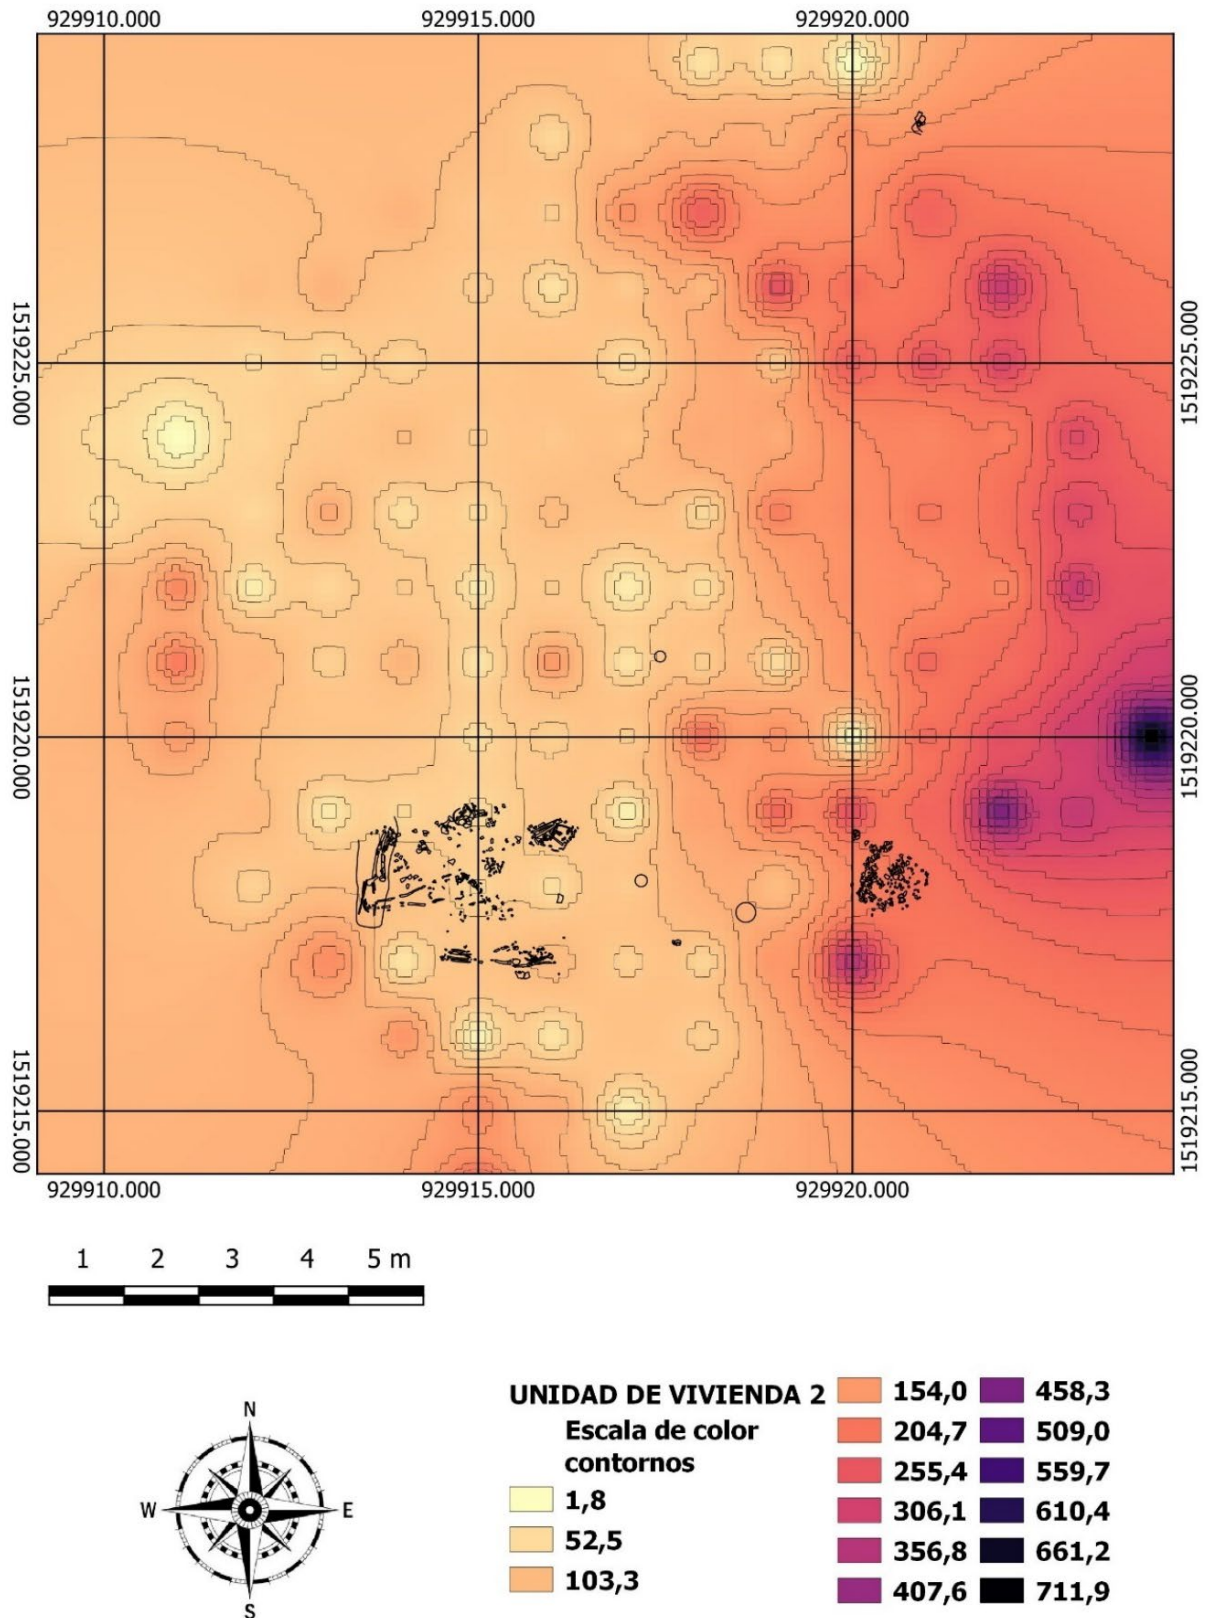 929910.000 929915.000 929920.000
1519225.000 1519225.000
1519220.000 1519220.000
1519215.000 1519215.000
929910.000 929915.000 929920.000
1 2 3 4 5 m
N
W E
S
UNIDAD DE VIVIENDA 2
Escala de color
contornos
1,8
52,5
103,3
154,0
204,7
255,4
306,1
356,8
407,6
458,3
509,0
559,7
610,4
661,2
711,9